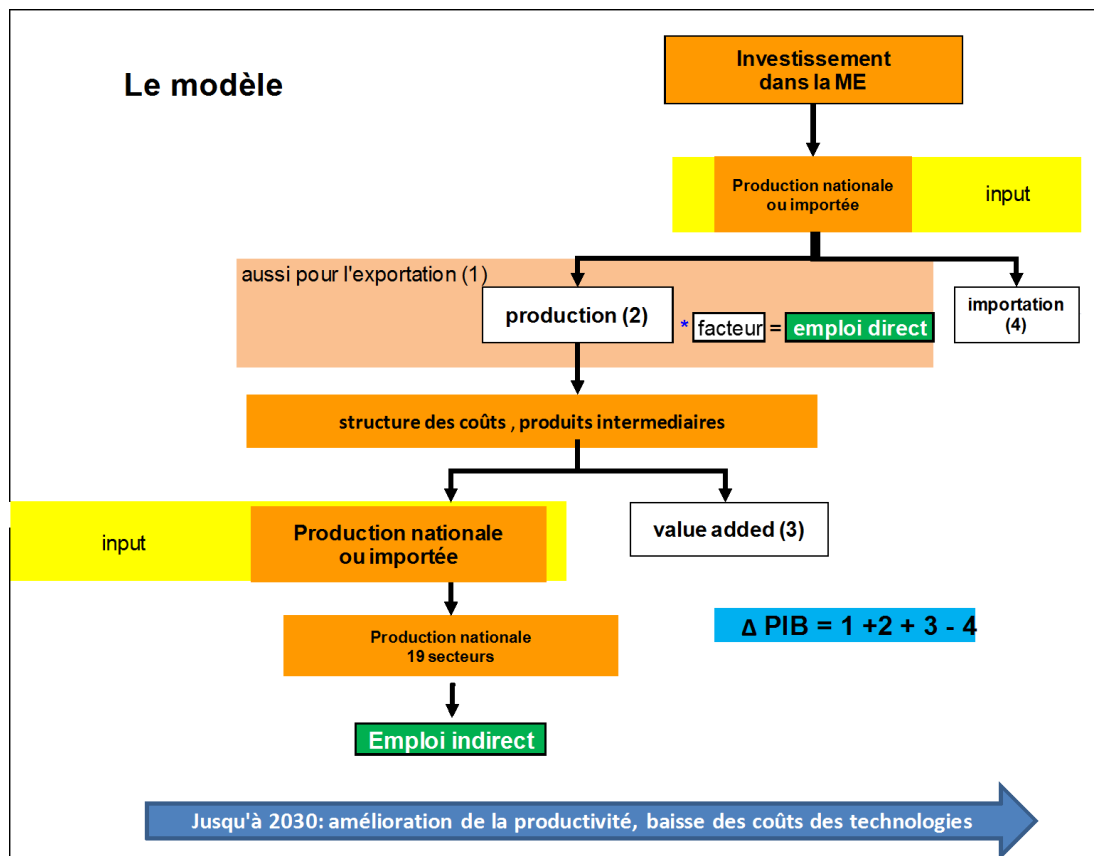 Le modèle
Investissement
dans la ME
Production nationale
ou importée
input
aussi pour l'exportation (1)
production (2)
* facteur = emploi direct
importation
(4)
structure des coûts , produits intermediaires
input
Production nationale
ou importée
value added (3)
Production nationale
19 secteurs
Δ PIB = 1 +2 + 3 - 4
Emploi indirect
Jusqu'à 2030: amélioration de la productivité, baisse des coûts des technologies